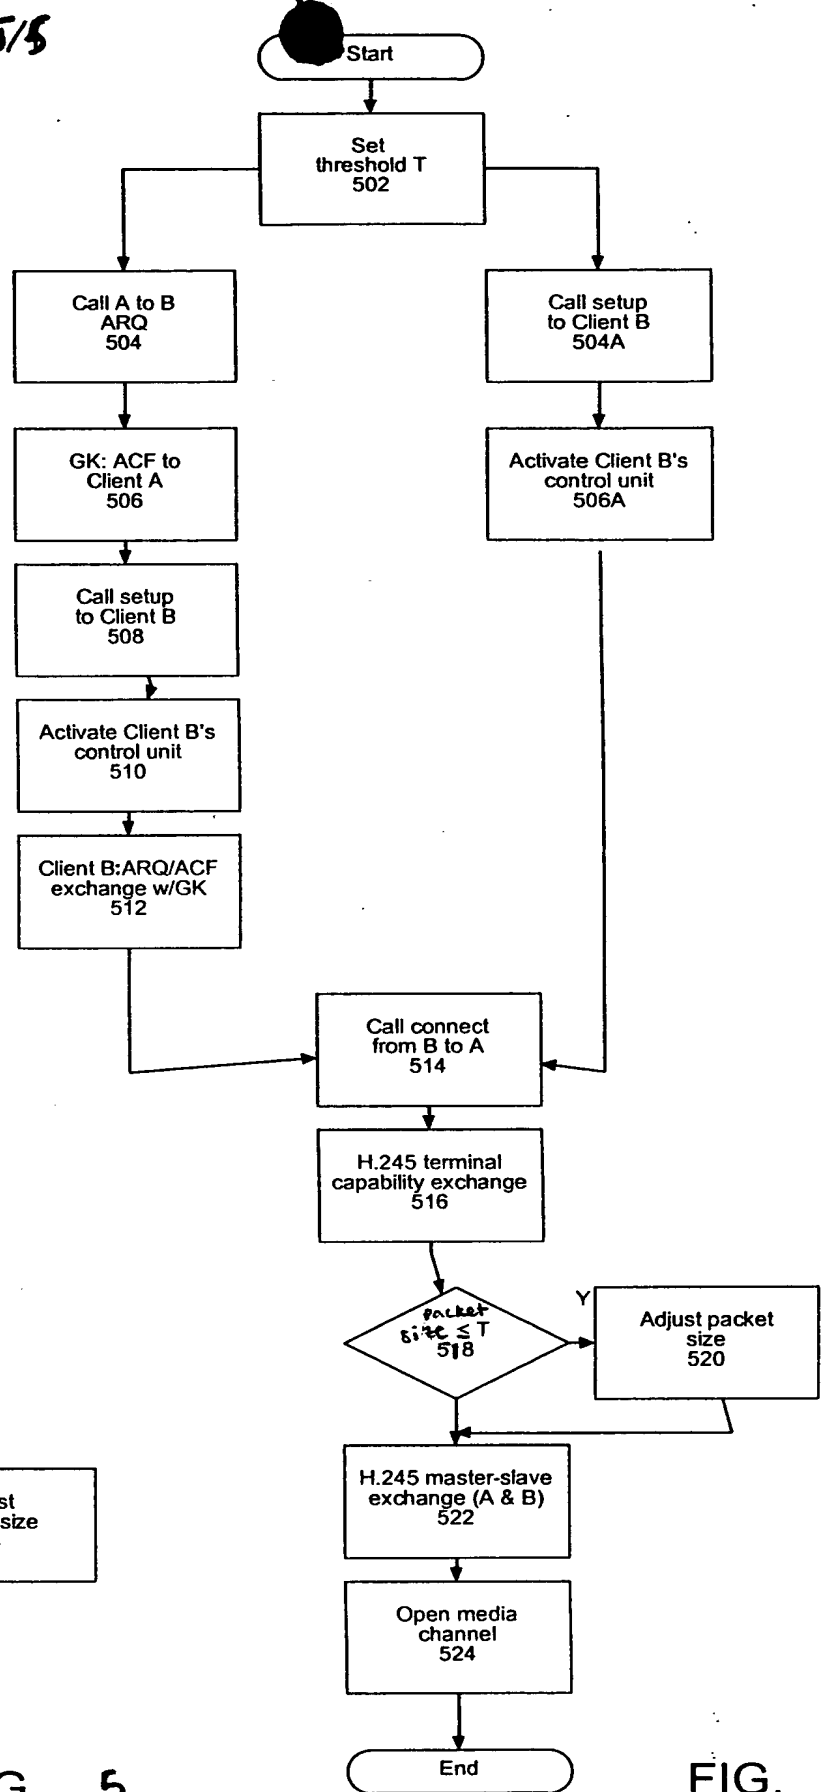 5/5
Start
Set
threshold T
502
Call A to B
ARQ
504
Call setup
to Client B
504A
GK: ACF to
Client A
506
Activate Client B's
control unit
506A
Call setup
to Client B
508
Activate Client B's
control unit
510
Client B:ARQ/ACF
exchange w/GK
512
Call connect
from B to A
514
H.245 terminal
capability exchange
516
packet
size ≤ T
518
Y
Adjust packet
size
520
H.245 master-slave
exchange (A & B)
522
st
size
Open media
channel
524
End
G. 5
FIG.